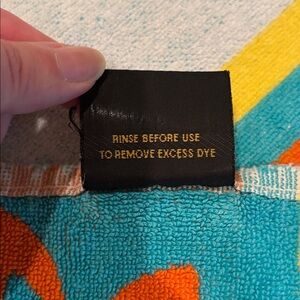 RINSE BEFORE USE
TO REMOVE EXCESS DYE